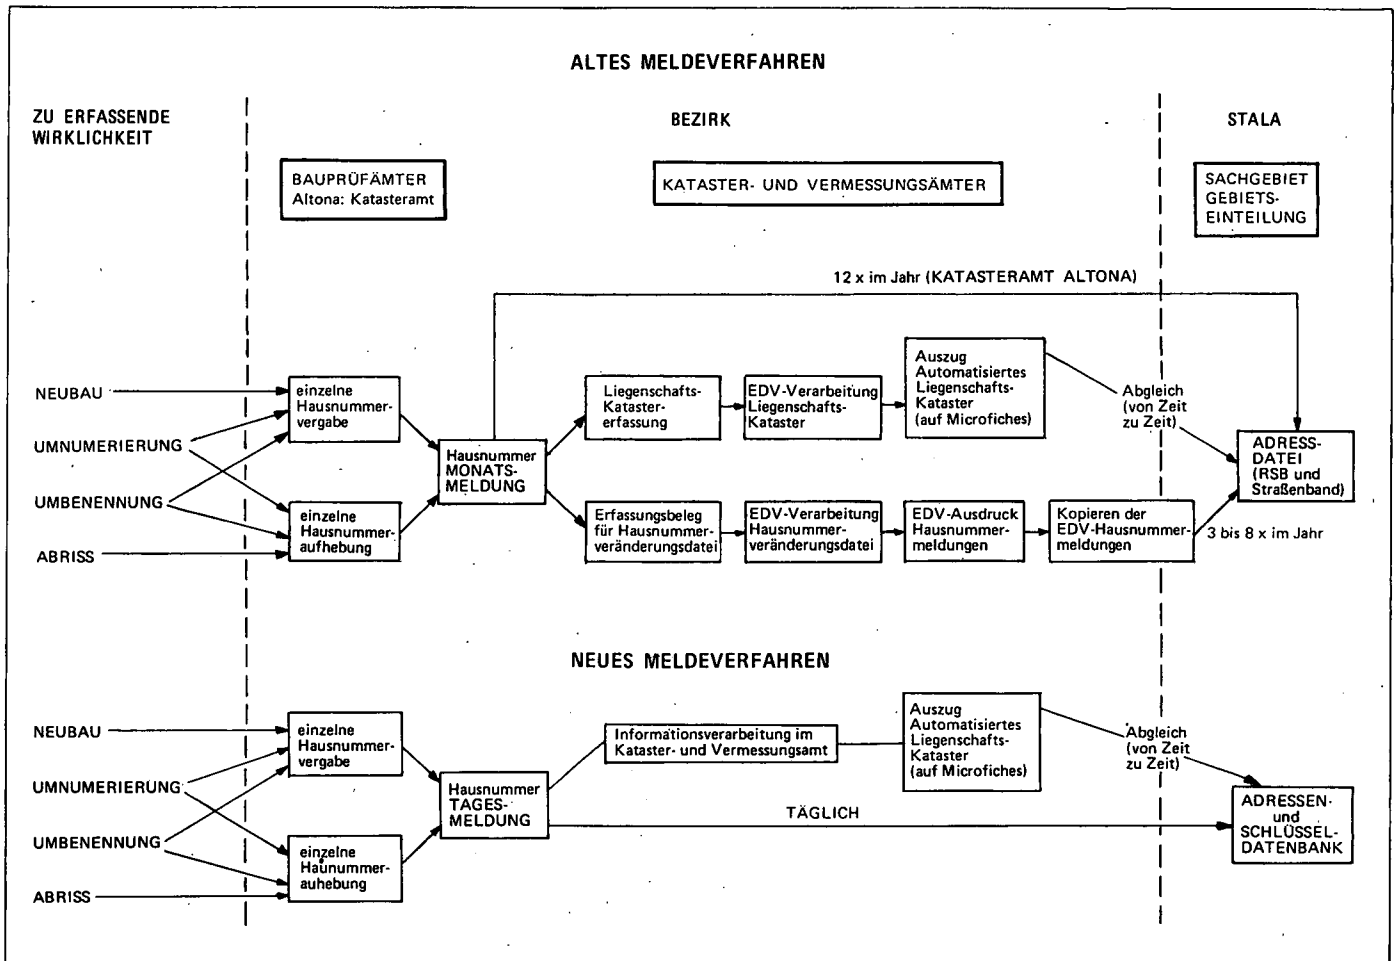 ALTES MELDEVERFAHREN
ZU ERFASSENDE
WIRKLICHKEIT
BEZIRK
STALA
BAUPRÜFÄMTER
Altona: Katasteramt
KATASTER- UND VERMESSUNGSÄMTER
SACHGEBIET
GEBIETS-
EINTEILUNG
12 x im Jahr (KATASTERAMT ALTONA)
NEUBAU
UMNUMERIERUNG
UMBENENNUNG
ABRISS
einzelne
Hausnummer-
vergabe
einzelne
Hausnummer-
aufhebung
Hausnummer
MONATS-
MELDUNG
Liegenschafts-
Kataster-
erfassung
EDV-Verarbeitung
Liegenschafts-
Kataster
Auszug
Automatisiertes
Liegenschafts-
Kataster
(auf Microfiches)
Abgleich
(von Zeit
zu Zeit)
Erfassungsbeleg
für Hausnummer-
veränderungsdatei
EDV-Verarbeitung
Hausnummer-
veränderungsdatei
EDV-Ausdruck
Hausnummer-
meldungen
Kopieren der
EDV-Hausnummer-
meldungen
3 bis 8 x im Jahr
ADRESS-
DATEI
(RSB und
Straßenband)
NEUES MELDEVERFAHREN
NEUBAU
UMNUMERIERUNG
UMBENENNUNG
ABRISS
einzelne
Hausnummer-
vergabe
einzelne
Haunummer-
auhebung
Hausnummer
TAGES-
MELDUNG
Informationsverarbeitung im
Kataster- und Vermessungsamt
Auszug
Automatisiertes
Liegenschafts-
Kataster
(auf Microfiches)
Abgleich
(von Zeit
zu Zeit)
TÄGLICH
ADRESSEN-
und
SCHLÜSSEL-
DATENBANK